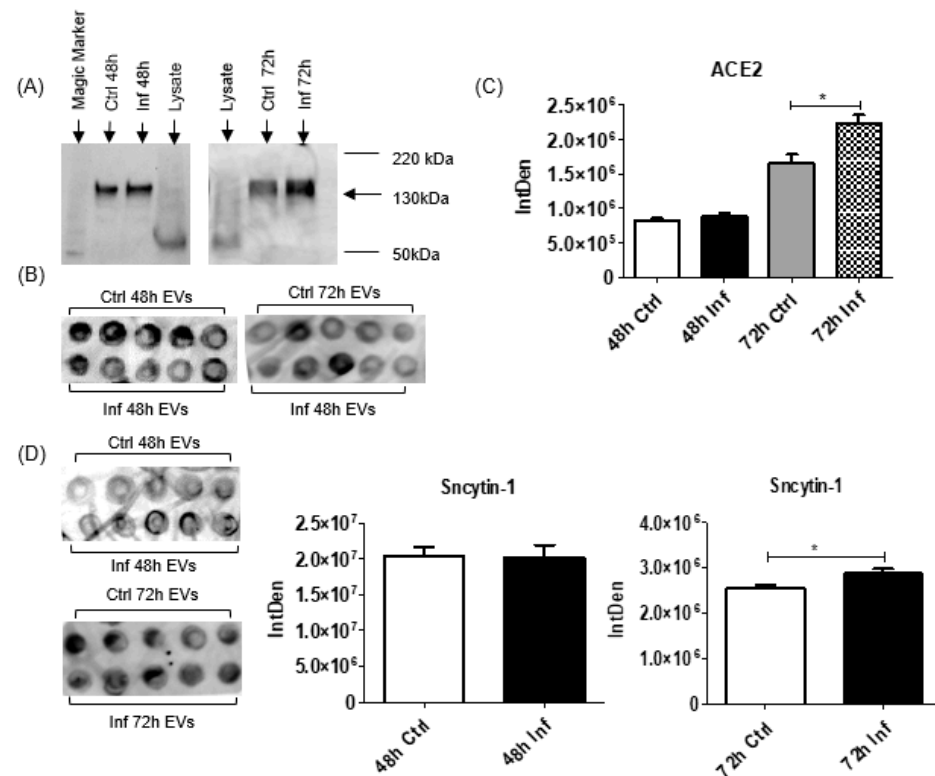 (A)
Magic Marker
Ctrl 48h
Inf 48h
Lysate
Lysate
Ctrl 72h
Inf 72h
220 kDa
130kDa
50kDa
(B)
Ctrl 48h EVs
Ctrl 72h EVs
Inf 48h EVs
Inf 48h EVs
(C)
ACE2
*
IntDen
2.5×10⁶
2.0×10⁶
1.5×10⁶
1.0×10⁶
5.0×10⁵
0
48h Ctrl
48h Inf
72h Ctrl
72h Inf
(D)
Ctrl 48h EVs
Inf 48h EVs
Ctrl 72h EVs
Inf 72h EVs
Sncytin-1
IntDen
2.5×10⁷
2.0×10⁷
1.5×10⁷
1.0×10⁷
5.0×10⁶
0
48h Ctrl
48h Inf
Sncytin-1
*
IntDen
4.0×10⁶
3.0×10⁶
2.0×10⁶
1.0×10⁶
0
72h Ctrl
72h Inf